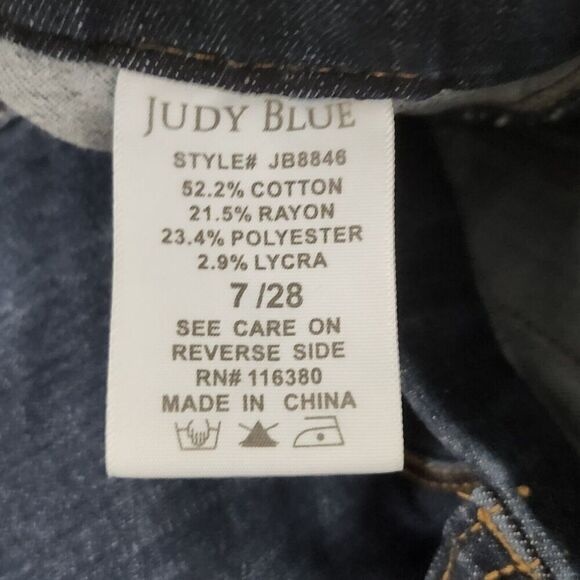 JUDY BLUE
STYLE# JB8846
52.2% COTTON
21.5% RAYON
23.4% POLYESTER
2.9% LYCRA
7 /28
SEE CARE ON
REVERSE SIDE
RN# 116380
MADE IN CHINA